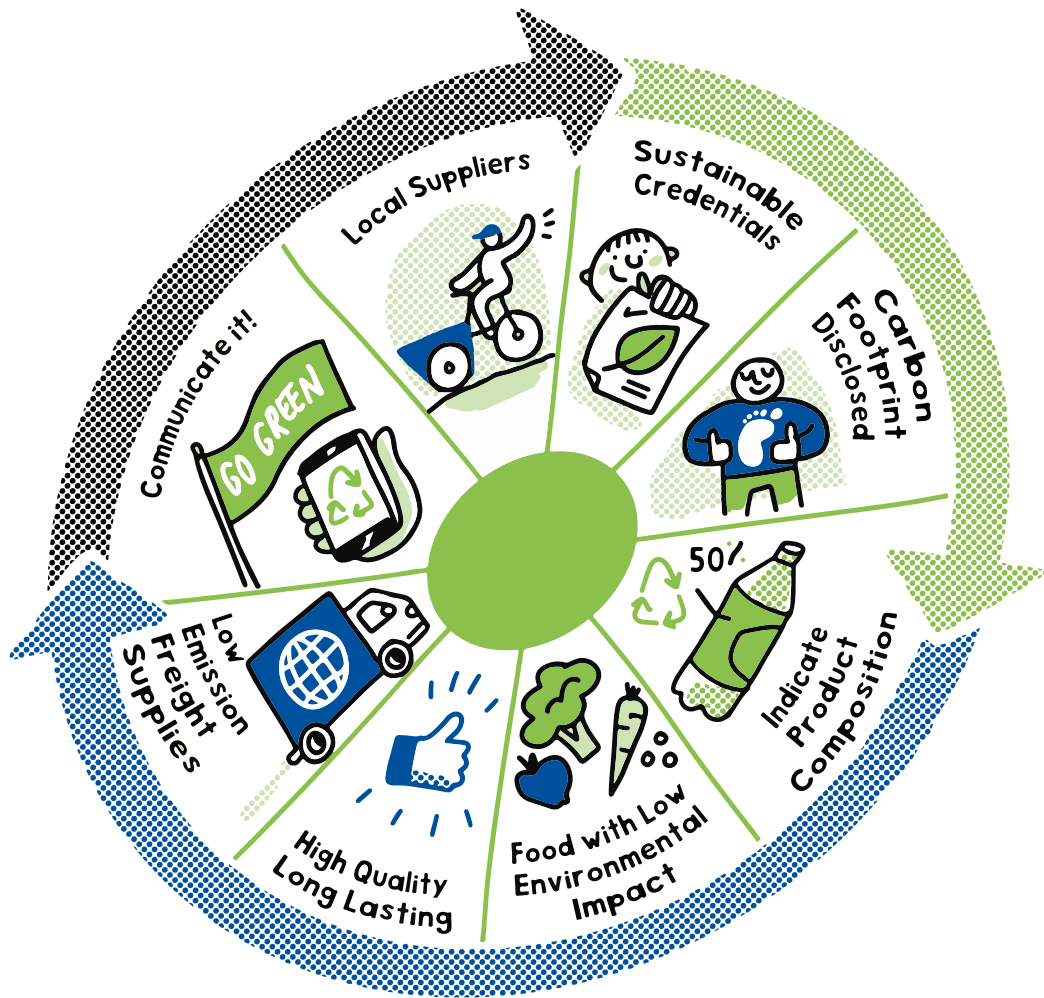 Local Suppliers
Sustainable
Credentials
Carbon
Footprint
Disclosed
50%
Indicate
Product
Composition
Food with Low
Environmental
Impact
High Quality
Long Lasting
Low
Emission
Freight
Supplies
Communicate it!
GO GREEN